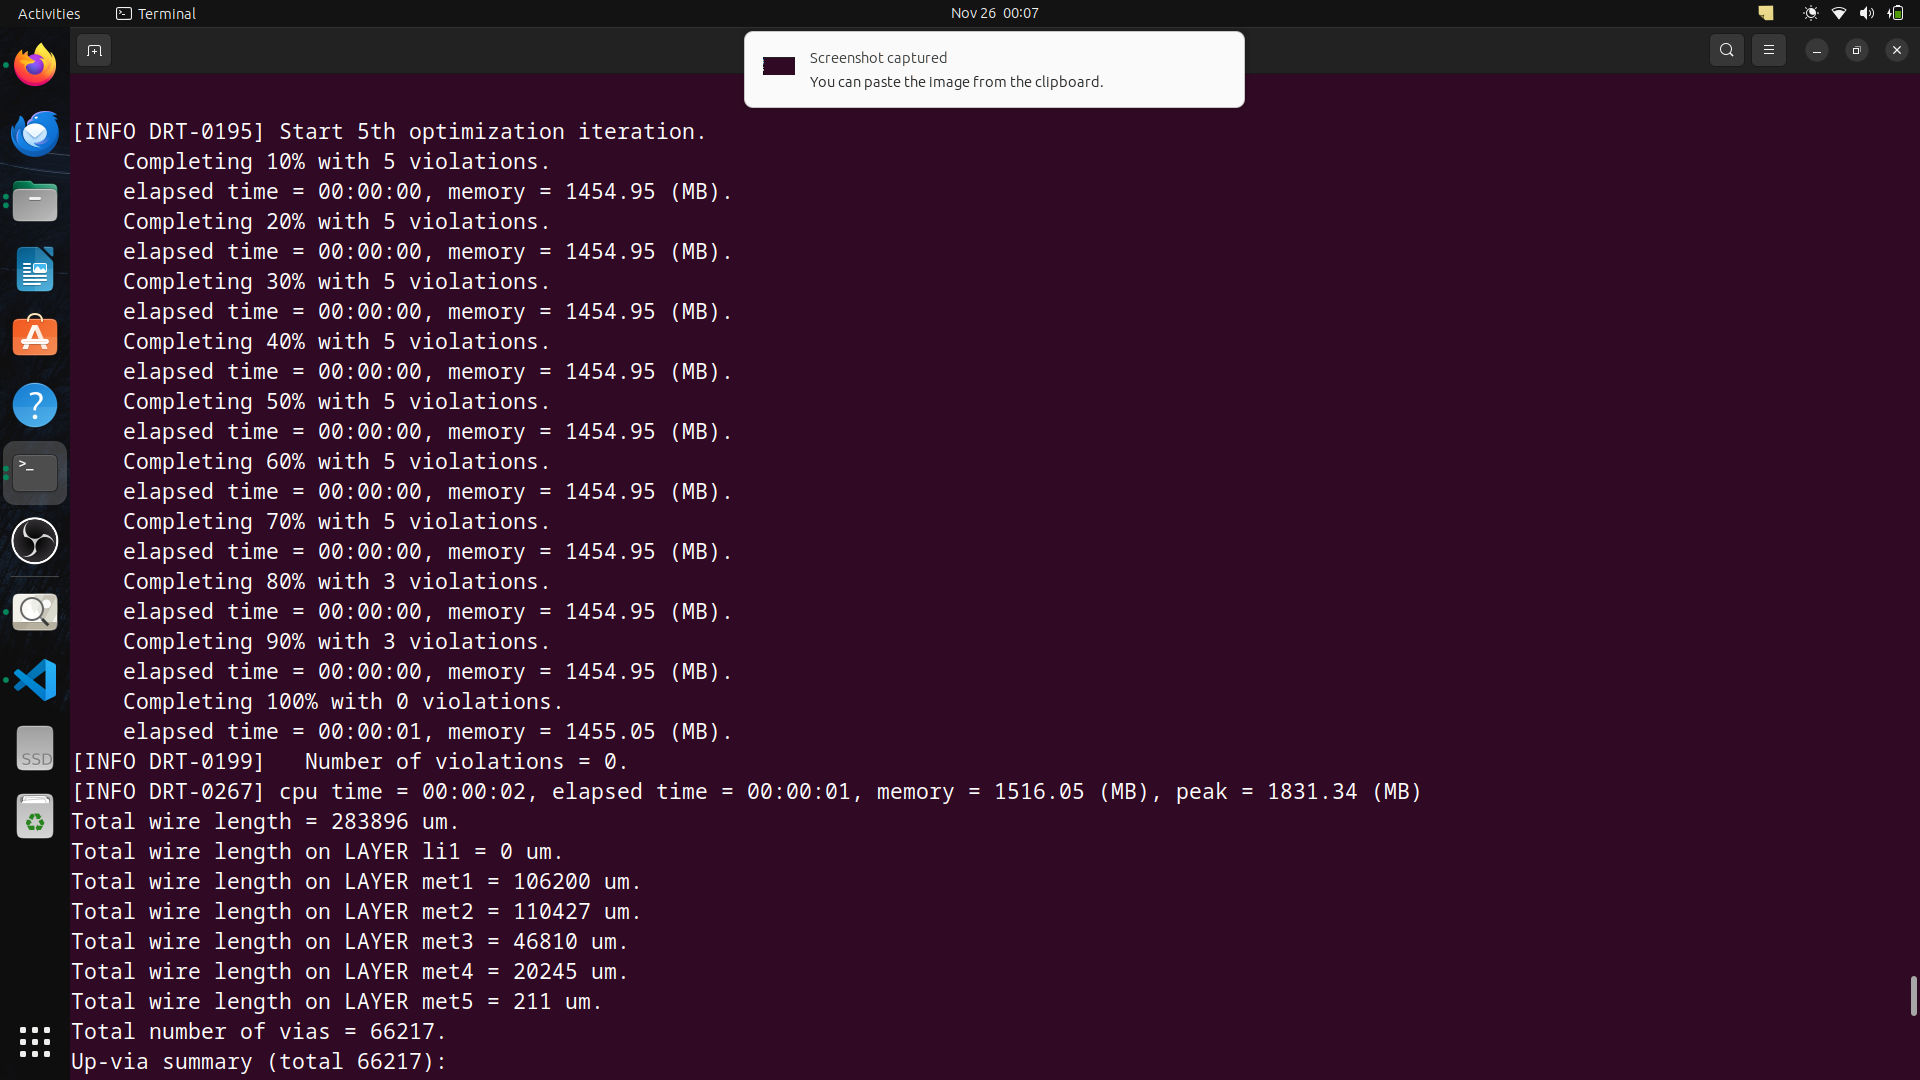 Activities
Terminal
Nov 26 00:07
Screenshot captured
You can paste the image from the clipboard.
[INFO DRT-0195] Start 5th optimization iteration.
    Completing 10% with 5 violations.
    elapsed time = 00:00:00, memory = 1454.95 (MB).
    Completing 20% with 5 violations.
    elapsed time = 00:00:00, memory = 1454.95 (MB).
    Completing 30% with 5 violations.
    elapsed time = 00:00:00, memory = 1454.95 (MB).
    Completing 40% with 5 violations.
    elapsed time = 00:00:00, memory = 1454.95 (MB).
    Completing 50% with 5 violations.
    elapsed time = 00:00:00, memory = 1454.95 (MB).
    Completing 60% with 5 violations.
    elapsed time = 00:00:00, memory = 1454.95 (MB).
    Completing 70% with 5 violations.
    elapsed time = 00:00:00, memory = 1454.95 (MB).
    Completing 80% with 3 violations.
    elapsed time = 00:00:00, memory = 1454.95 (MB).
    Completing 90% with 3 violations.
    elapsed time = 00:00:00, memory = 1454.95 (MB).
    Completing 100% with 0 violations.
    elapsed time = 00:00:01, memory = 1455.05 (MB).
[INFO DRT-0199]   Number of violations = 0.
[INFO DRT-0267] cpu time = 00:00:02, elapsed time = 00:00:01, memory = 1516.05 (MB), peak = 1831.34 (MB)
Total wire length = 283896 um.
Total wire length on LAYER li1 = 0 um.
Total wire length on LAYER met1 = 106200 um.
Total wire length on LAYER met2 = 110427 um.
Total wire length on LAYER met3 = 46810 um.
Total wire length on LAYER met4 = 20245 um.
Total wire length on LAYER met5 = 211 um.
Total number of vias = 66217.
Up-via summary (total 66217):
SSD